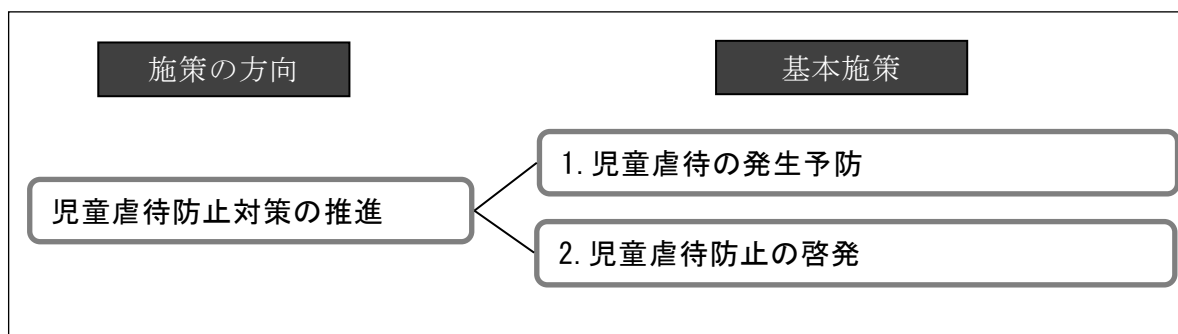 施策の方向
基本施策
児童虐待防止対策の推進
1.児童虐待の発生予防
2.児童虐待防止の啓発